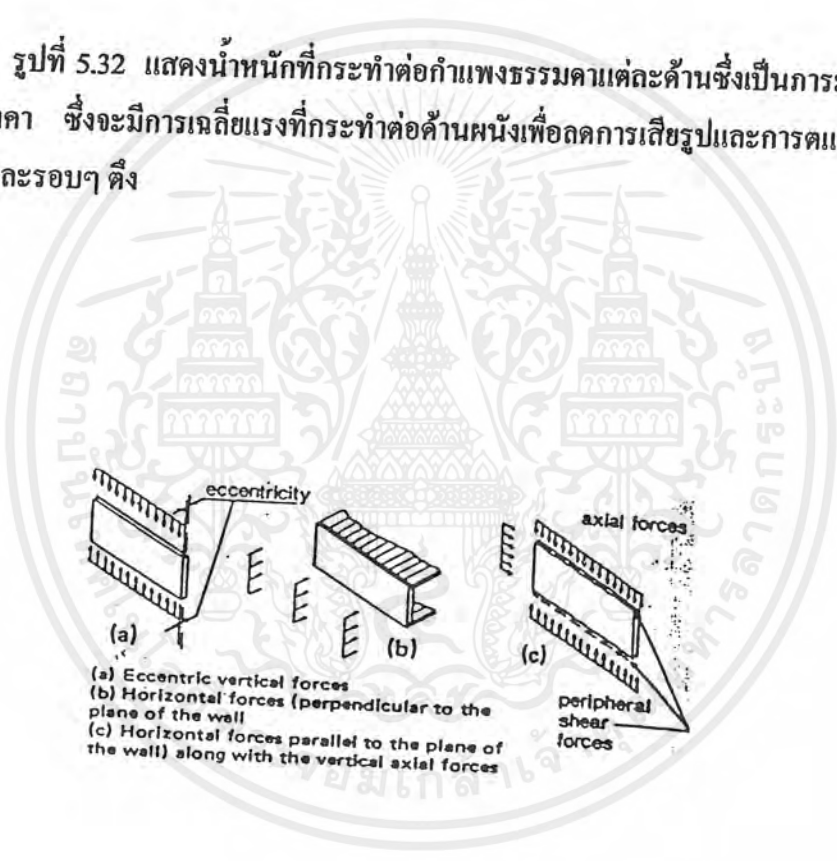 รูปที่ 5.32 แสดงน้ำหนักที่กระทำต่อกำแพงธรรมดาแต่ละด้านซึ่งเป็นภาระ
คา ซึ่งจะมีการเฉลี่ยแรงที่กระทำต่อด้านผนังเพื่อลดการเสียรูปและการตแ
ละรอบๆ ตึง
eccentricity
axial forces
(a)
(b)
(c)
peripheral
shear
forces
(a) Eccentric vertical forces
(b) Horizontal forces (perpendicular to the
plane of the wall
(c) Horizontal forces parallel to the plane of
the wall) along with the vertical axial forces